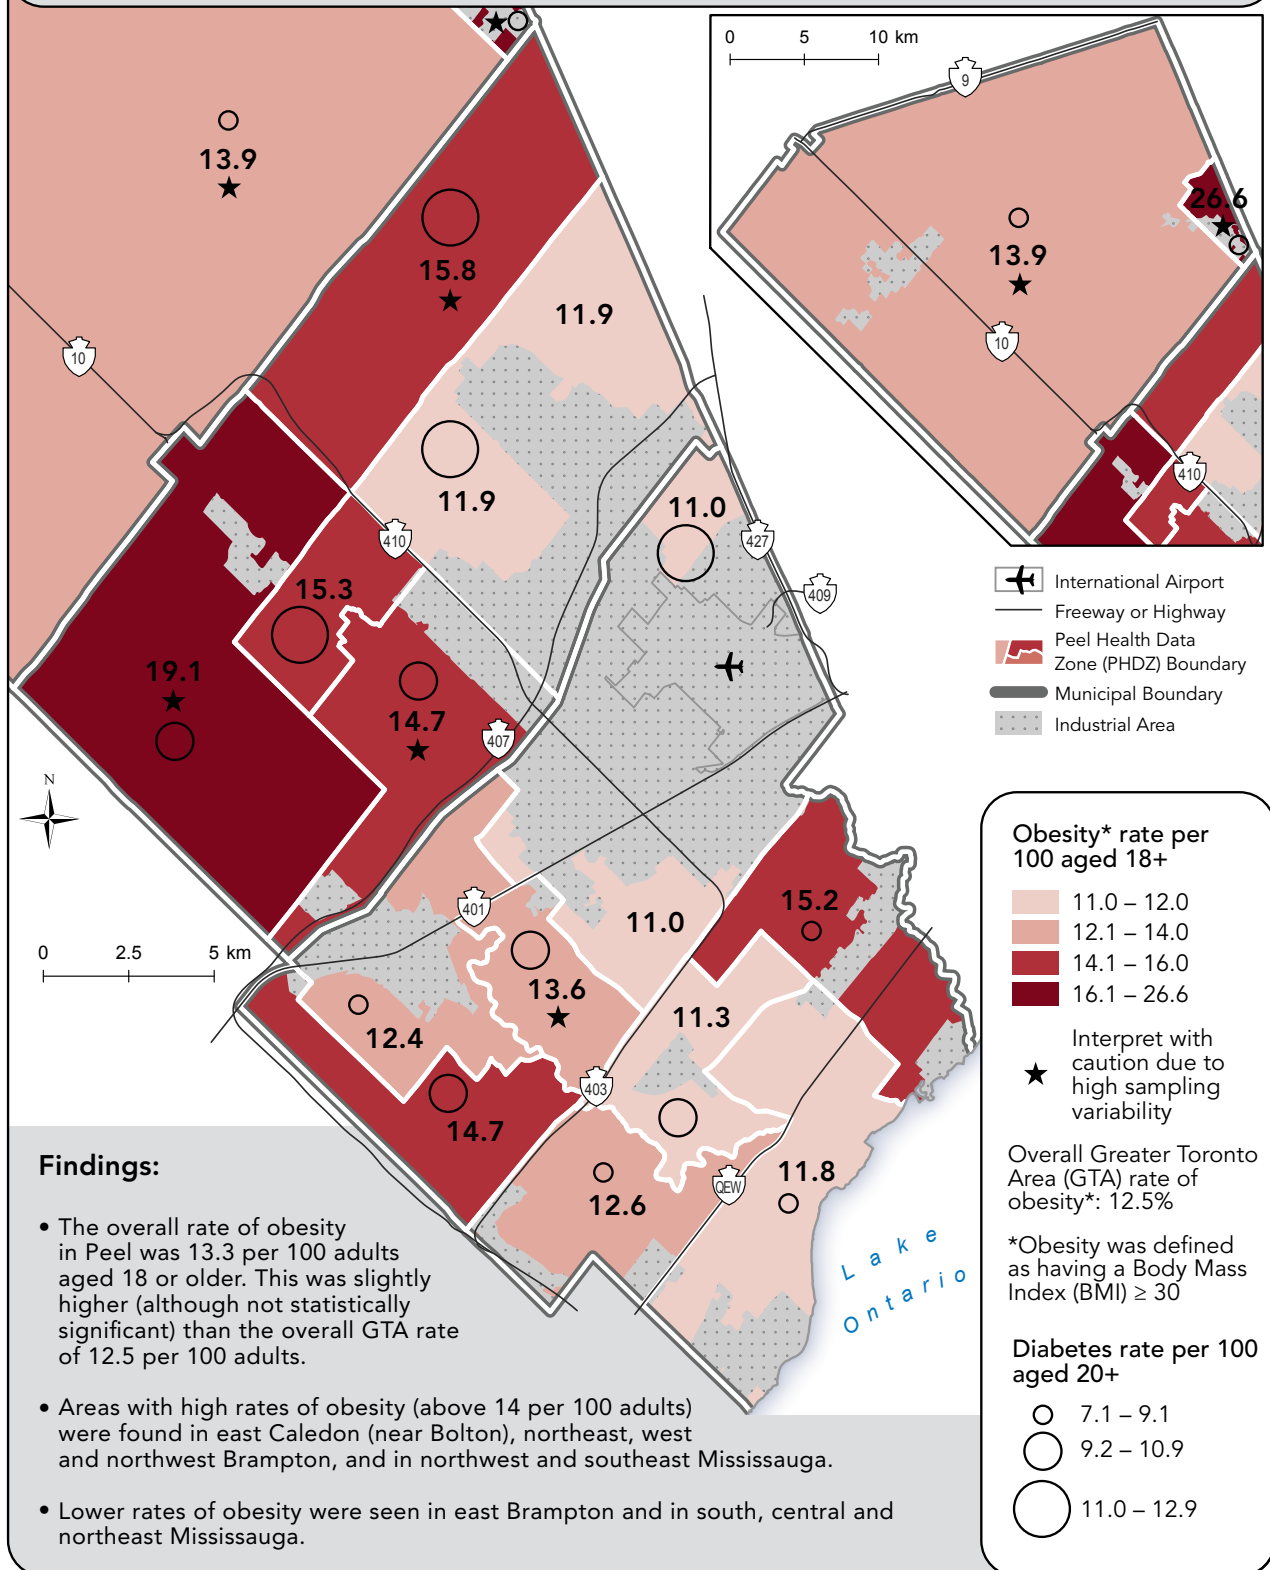 0 5 10 km
9
13.9
26.6
13.9
15.8
10
10
11.9
410
11.9
11.0
427
410
International Airport
409
Freeway or Highway
15.3
Peel Health Data
Zone (PHDZ) Boundary
19.1
Municipal Boundary
14.7
407
Industrial Area
N
Obesity* rate per
100 aged 18+
11.0 – 12.0
12.1 – 14.0
14.1 – 16.0
16.1 – 26.6
401
15.2
11.0
0 2.5 5 km
13.6
11.3
12.4
Interpret with
caution due to
high sampling
variability
403
14.7
Overall Greater Toronto
Area (GTA) rate of
obesity*: 12.5%
11.8
QEW
12.6
*Obesity was defined
as having a Body Mass
Index (BMI) ≥ 30
Lake
Ontario
Diabetes rate per 100
aged 20+
7.1 – 9.1
9.2 – 10.9
11.0 – 12.9
Findings:
• The overall rate of obesity
in Peel was 13.3 per 100 adults
aged 18 or older. This was slightly
higher (although not statistically
significant) than the overall GTA rate
of 12.5 per 100 adults.
• Areas with high rates of obesity (above 14 per 100 adults)
were found in east Caledon (near Bolton), northeast, west
and northwest Brampton, and in northwest and southeast Mississauga.
• Lower rates of obesity were seen in east Brampton and in south, central and
northeast Mississauga.